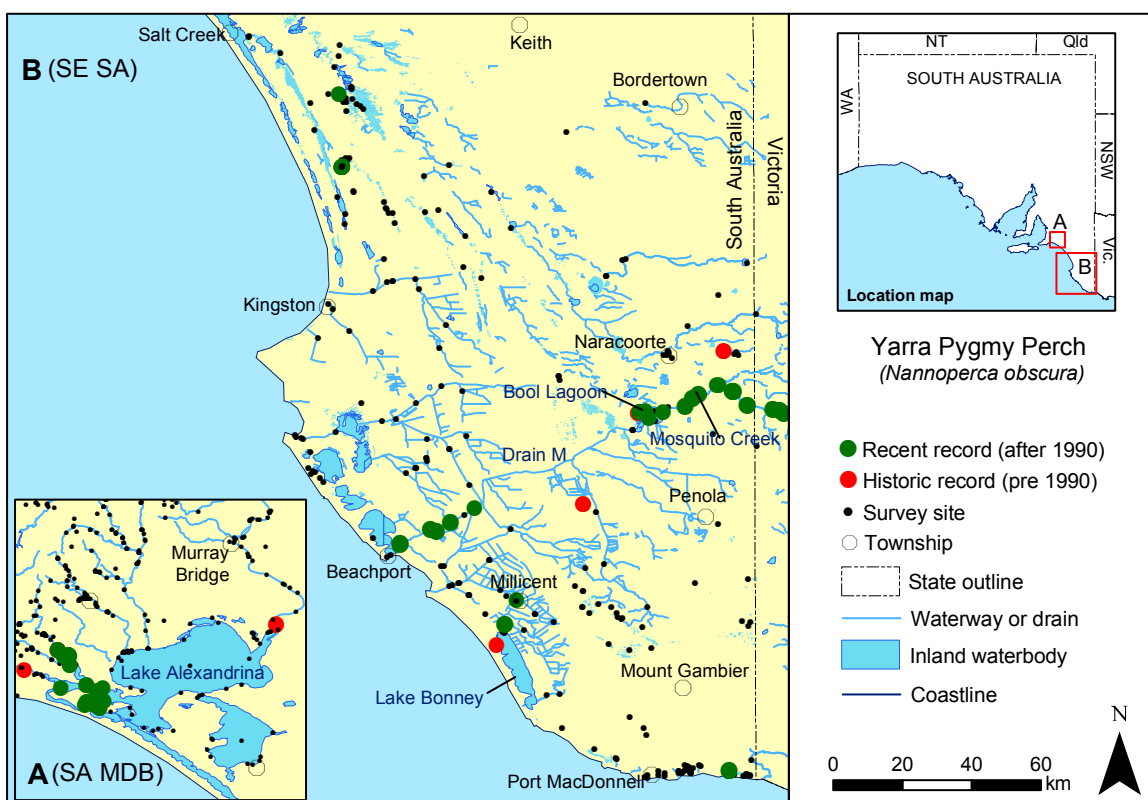 B (SE SA)
Salt Creek
Keith
Bordertown
South Australia
Victoria
Kingston
Naracoorte
Bool Lagoon
Mosquito Creek
Drain M
Penola
Beachport
Millicent
Mount Gambier
Lake Bonney
Port MacDonnell
Murray
Bridge
Lake Alexandrina
A (SA MDB)
NT
Qld
SOUTH AUSTRALIA
WA
NSW
Vic.
A
B
Location map
Yarra Pygmy Perch
(Nannoperca obscura)
Recent record (after 1990)
Historic record (pre 1990)
Survey site
Township
State outline
Waterway or drain
Inland waterbody
Coastline
N
0 20 40 60
km